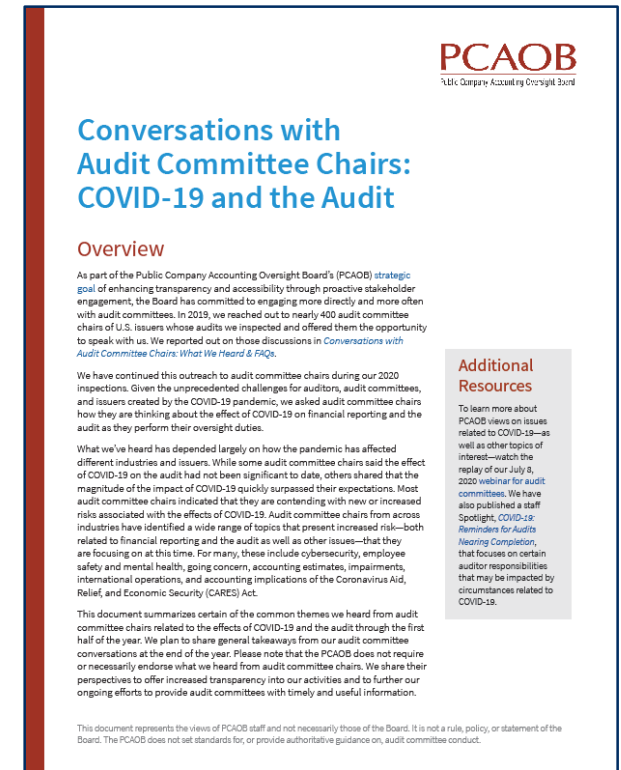 PCAOB
Public Company Accounting Oversight Board
Conversations with
Audit Committee Chairs:
COVID-19 and the Audit
Overview
As part of the Public Company Accounting Oversight Board's (PCAOB) strategic
goal of enhancing transparency and accessibility through proactive stakeholder
engagement, the Board has committed to engaging more directly and more often
with audit committees. In 2019, we reached out to nearly 400 audit committee
chairs of U.S. issuers whose audits we inspected and offered them the opportunity
to speak with us. We reported out on those discussions in Conversations with
Audit Committee Chairs: What We Heard & FAQs.
We have continued this outreach to audit committee chairs during our 2020
inspections. Given the unprecedented challenges for auditors, audit committees,
and issuers created by the COVID-19 pandemic, we asked audit committee chairs
how they are thinking about the effect of COVID-19 on financial reporting and the
audit as they perform their oversight duties.
What we've heard has depended largely on how the pandemic has affected
different industries and issuers. While some audit committee chairs said the effect
of COVID-19 on the audit had not been significant to date, others shared that the
magnitude of the impact of COVID-19 quickly surpassed their expectations. Most
audit committee chairs indicated that they are contending with new or increased
risks associated with the effects of COVID-19. Audit committee chairs from across
industries have identified a wide range of topics that present increased risk—both
related to financial reporting and the audit as well as other issues—that they
are focusing on at this time. For many, these include cybersecurity, employee
safety and mental health, going concern, accounting estimates, impairments,
international operations, and accounting implications of the Coronavirus Aid,
Relief, and Economic Security (CARES) Act.
This document summarizes certain of the common themes we heard from audit
committee chairs related to the effects of COVID-19 and the audit through the first
half of the year. We plan to share general takeaways from our audit committee
conversations at the end of the year. Please note that the PCAOB does not require
or necessarily endorse what we heard from audit committee chairs. We share their
perspectives to offer increased transparency into our activities and to further our
ongoing efforts to provide audit committees with timely and useful information.
Additional
Resources
To learn more about
PCAOB views on issues
related to COVID-19—as
well as other topics of
interest—watch the
replay of our July 8,
2020 webinar for audit
committees. We have
also published a staff
Spotlight, COVID-19:
Reminders for Audits
Nearing Completion,
that focuses on certain
auditor responsibilities
that may be impacted by
circumstances related to
COVID-19.
This document represents the views of PCAOB staff and not necessarily those of the Board. It is not a rule, policy, or statement of the
Board. The PCAOB does not set standards for, or provide authoritative guidance on, audit committee conduct.